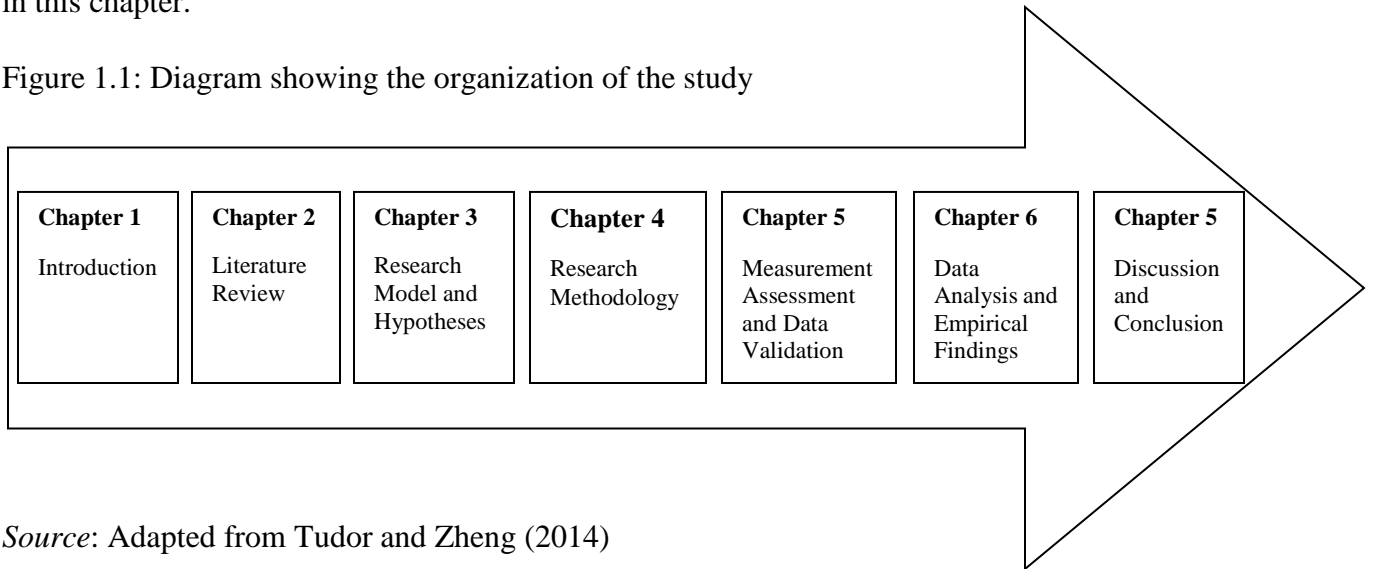 in this chapter.
Figure 1.1: Diagram showing the organization of the study
Chapter 1
Introduction
Chapter 2
Literature
Review
Chapter 3
Research
Model and
Hypotheses
Chapter 4
Research
Methodology
Chapter 5
Measurement
Assessment
and Data
Validation
Chapter 6
Data
Analysis and
Empirical
Findings
Chapter 5
Discussion
and
Conclusion
Source: Adapted from Tudor and Zheng (2014)